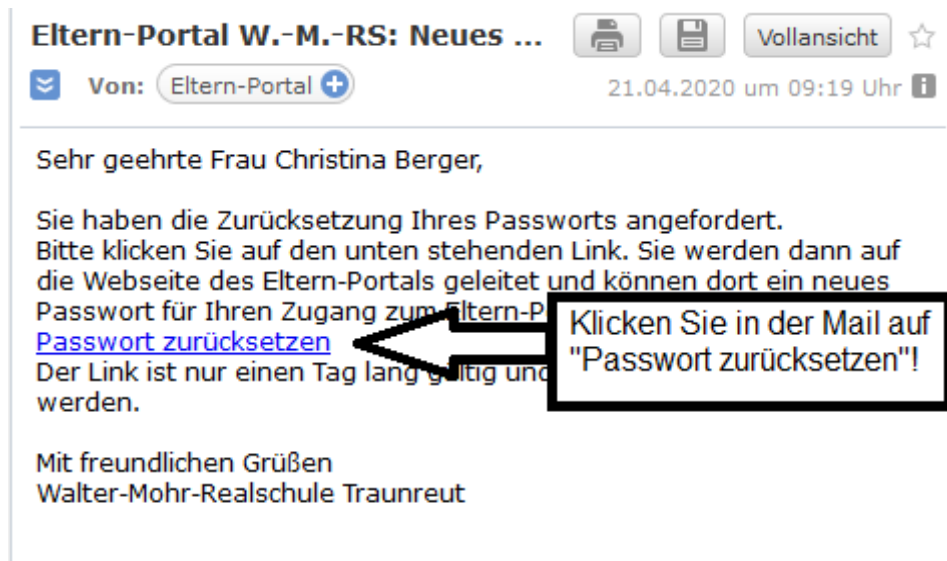 Eltern-Portal W.-M.-RS: Neues ...
Vollansicht
Von: Eltern-Portal
21.04.2020 um 09:19 Uhr
Sehr geehrte Frau Christina Berger,
Sie haben die Zurücksetzung Ihres Passworts angefordert.
Bitte klicken Sie auf den unten stehenden Link. Sie werden dann auf
die Webseite des Eltern-Portals geleitet und können dort ein neues
Passwort für Ihren Zugang zum Eltern-P
Passwort zurücksetzen
Klicken Sie in der Mail auf
"Passwort zurücksetzen"!
Der Link ist nur einen Tag lang gültig und
werden.
Mit freundlichen Grüßen
Walter-Mohr-Realschule Traunreut